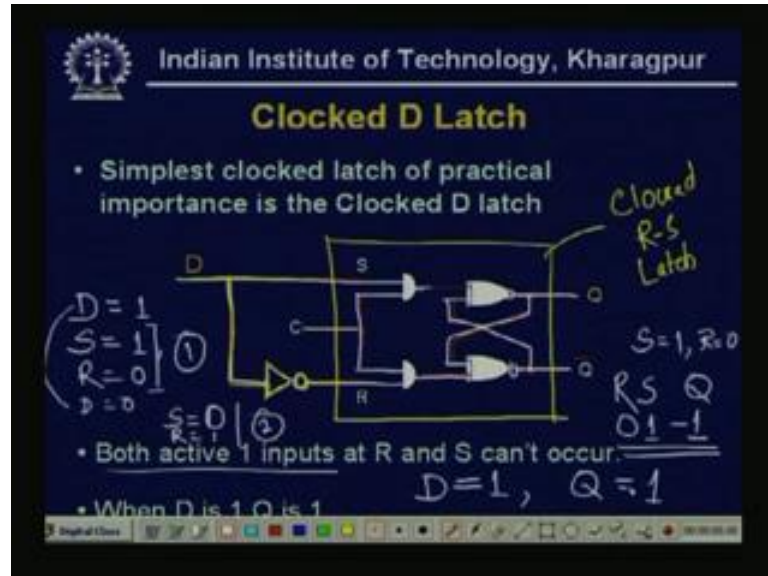 Indian Institute of Technology, Kharagpur
Clocked D Latch
• Simplest clocked latch of practical
importance is the Clocked D latch
Clocked
R-S
Latch
D
S
C
R
Q
Q
D = 1
S = 1
R = 0
①
D = 0
S = 0
R =
②
S = 1, R = 0
R S Q
0 1 - 1
• Both active 1 inputs at R and S can't occur.
D = 1, Q = 1
• When D is 1 Q is 1